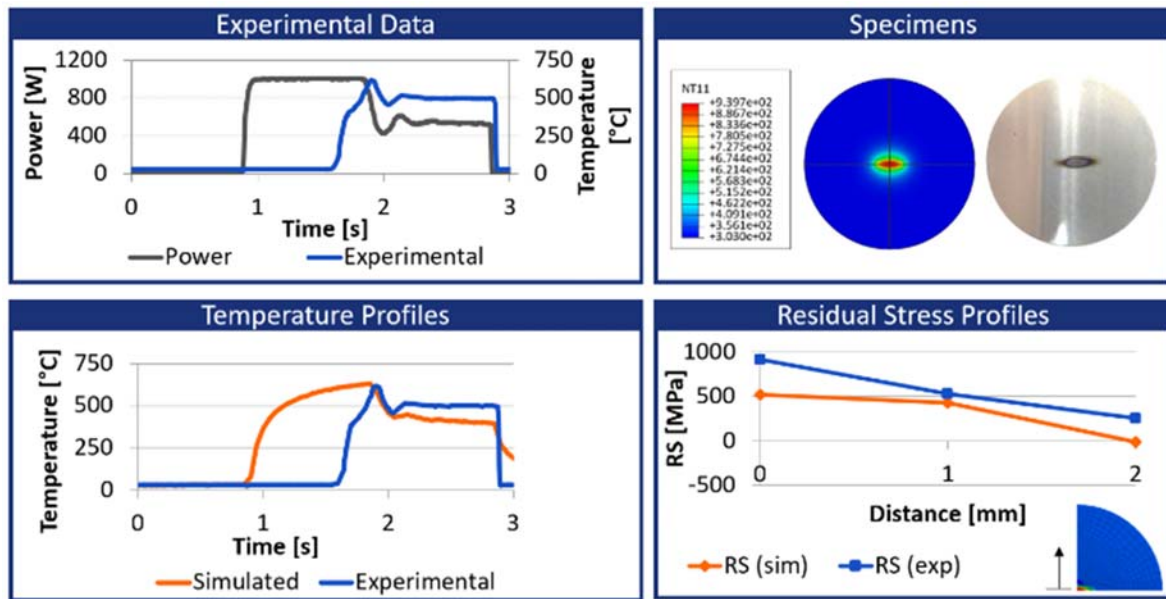 Experimental Data
Power [W]
1200
800
400
0
750
500
250
0
Temperature
[°C]
0
1
2
3
Time [s]
Power
Experimental
Specimens
NT11
+9.397e+02
+8.867e+02
+8.336e+02
+7.805e+02
+7.275e+02
+6.744e+02
+6.214e+02
+5.683e+02
+5.152e+02
+4.622e+02
+4.091e+02
+3.561e+02
+3.030e+02
Temperature Profiles
Temperature [°C]
750
500
250
0
0
1
2
3
Time [s]
Simulated
Experimental
Residual Stress Profiles
RS [MPa]
1000
500
0
-500
0
1
2
Distance [mm]
RS (sim)
RS (exp)